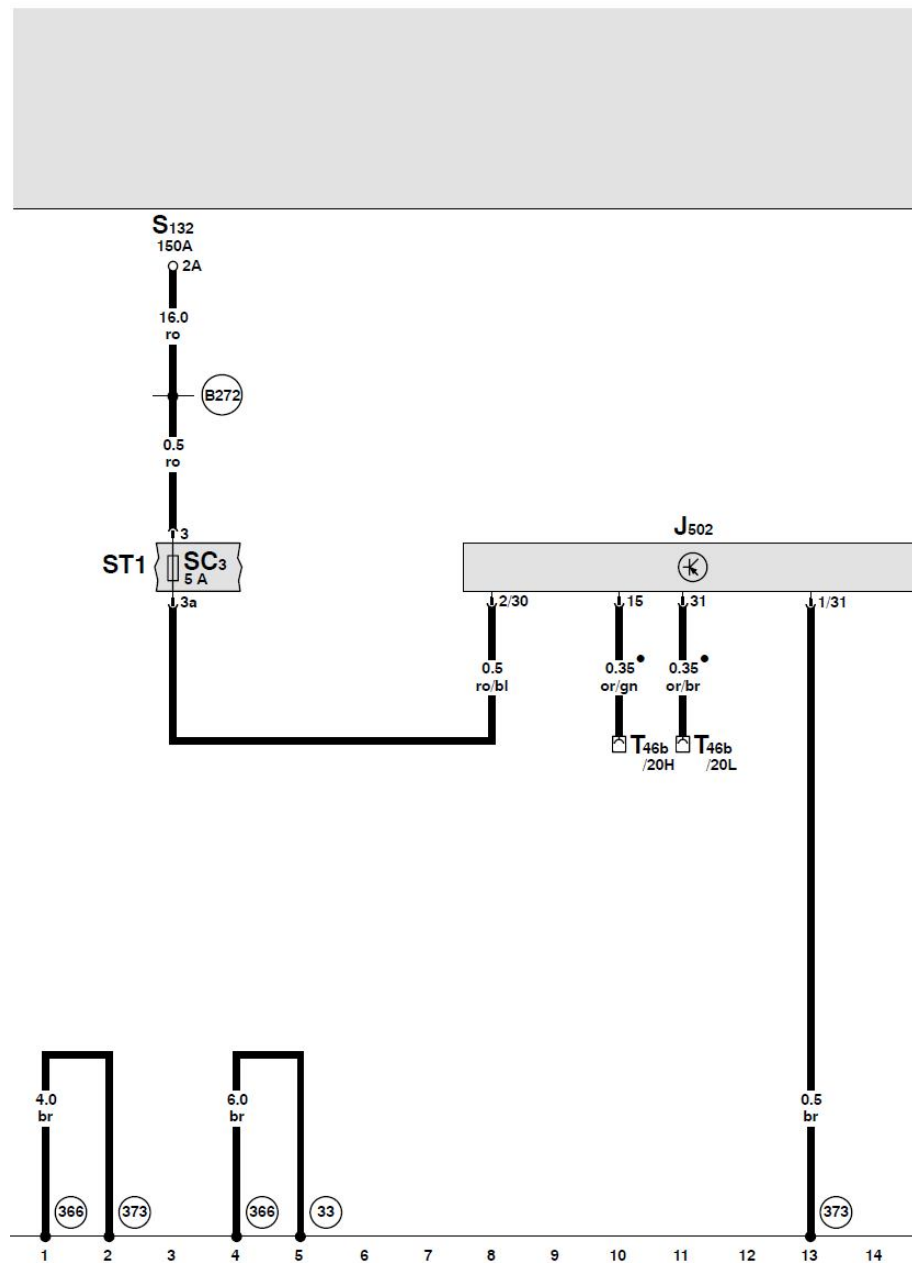 S132
150A
2A
16.0
ro
B272
0.5
ro
3
ST1
SC3
5 A
3a
J502
2/30
15
31
1/31
0.5
ro/bl
0.35
or/gn
0.35
or/br
T46b
/20H
T46b
/20L
4.0
br
6.0
br
0.5
br
366
373
366
33
373
1 2 3 4 5 6 7 8 9 10 11 12 13 14